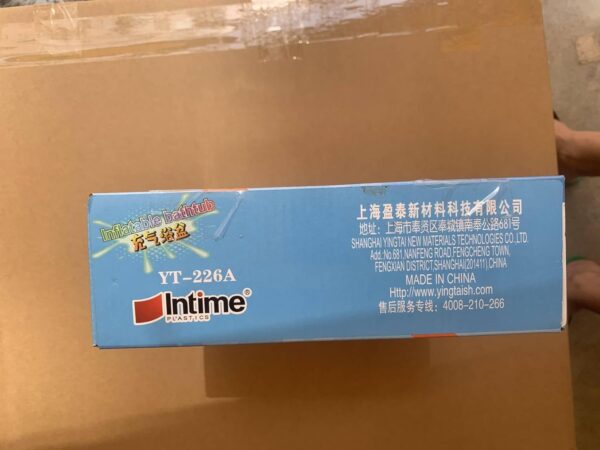 Inflatable bathtub
充气浴盆
YT-226A
Intime®
PLASTICS
上海盈泰新材料科技有限公司
地址: 上海市奉贤区奉城镇南奉公路681号
SHANGHAI YINGTAI NEW MATERIALS TECHNOLOGIES CO.,LTD.
Add.:No.681,NANFENG ROAD,FENGCHENG TOWN,
FENGXIAN DISTRICT,SHANGHAI(201411),CHINA
MADE IN CHINA
Http://www.yingtaish.com
售后服务专线: 4008-210-266